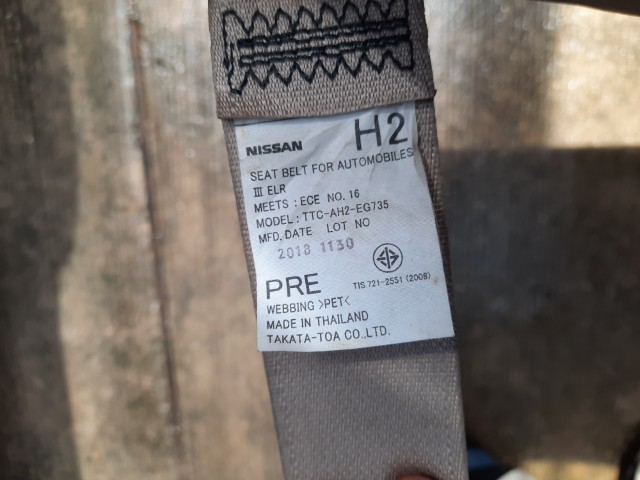 NISSAN H2
SEAT BELT FOR AUTOMOBILES
III ELR
MEETS : ECE NO. 16
MODEL : TTC-AH2-EG735
MFD. DATE LOT NO
2018 1130
PRE
TIS 721-2551 (2008)
WEBBING >PET<
MADE IN THAILAND
TAKATA-TOA CO.,LTD.